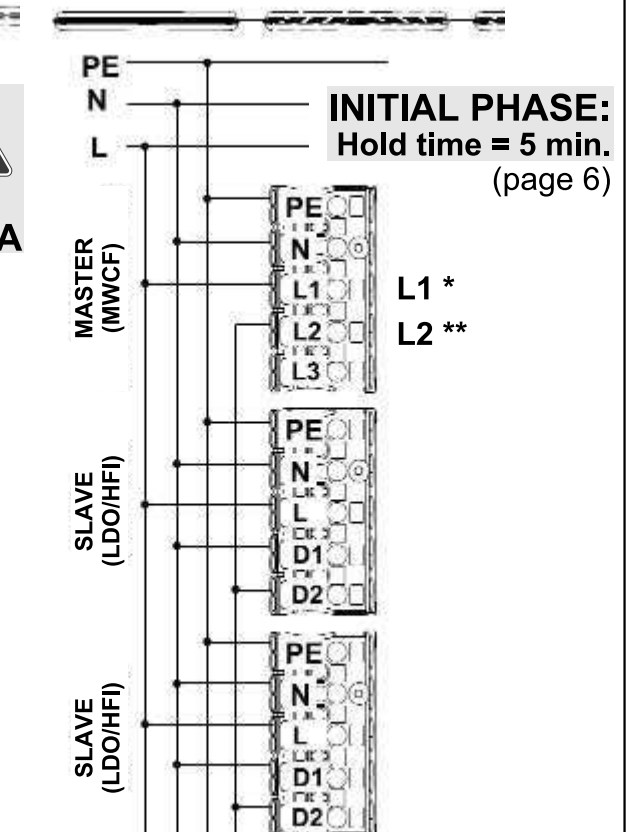 PE
N
INITIAL PHASE:
L
Hold time = 5 min.
(page 6)
A
MASTER
(MWCF)
PE
N
L1
L1 *
L2
L2 **
L3
SLAVE
(LDO/HFI)
PE
N
L
D1
D2
SLAVE
(LDO/HFI)
PE
N
L
D1
D2